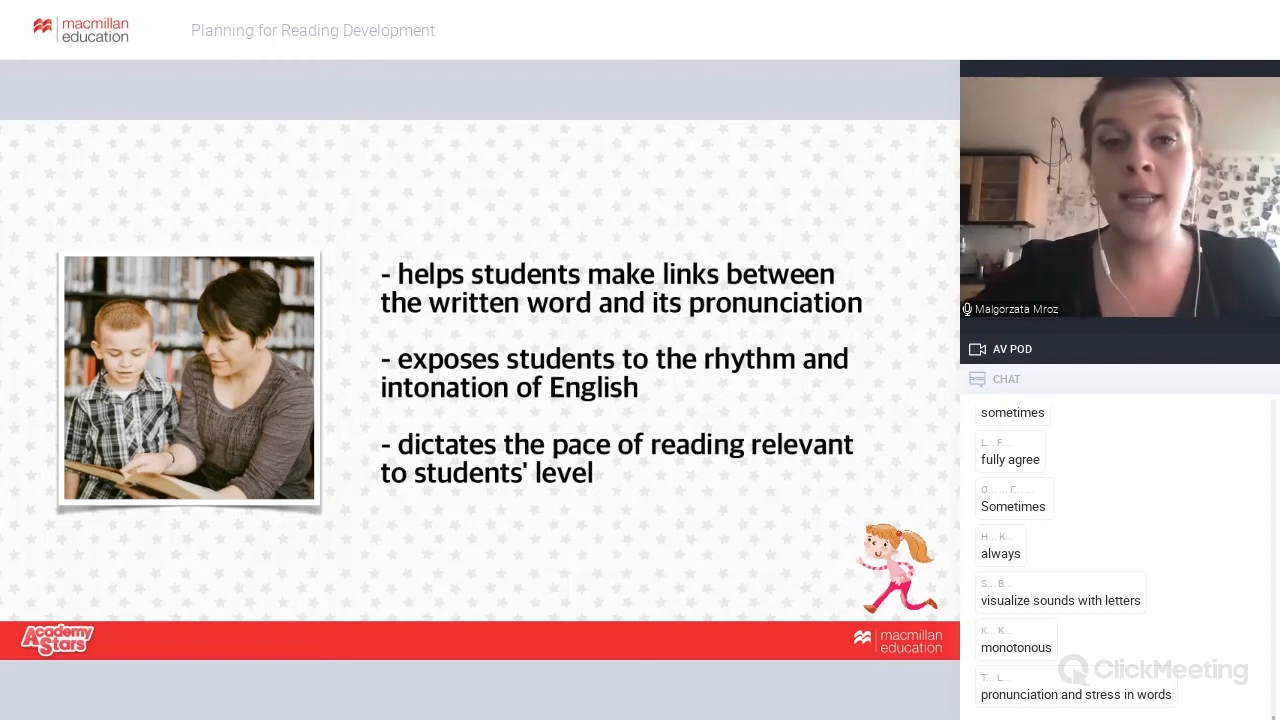 macmillan
education
Planning for Reading Development
- helps students make links between
the written word and its pronunciation
- exposes students to the rhythm and
intonation of English
- dictates the pace of reading relevant
to students' level
Academy
Stars
macmillan
education
Malgorzata Mroz
AV POD
CHAT
sometimes
L... F...
fully agree
O... ... Г... ...
Sometimes
H... K...
always
S... B...
visualize sounds with letters
K... K...
monotonous
T... L...
pronunciation and stress in words
ClickMeeting